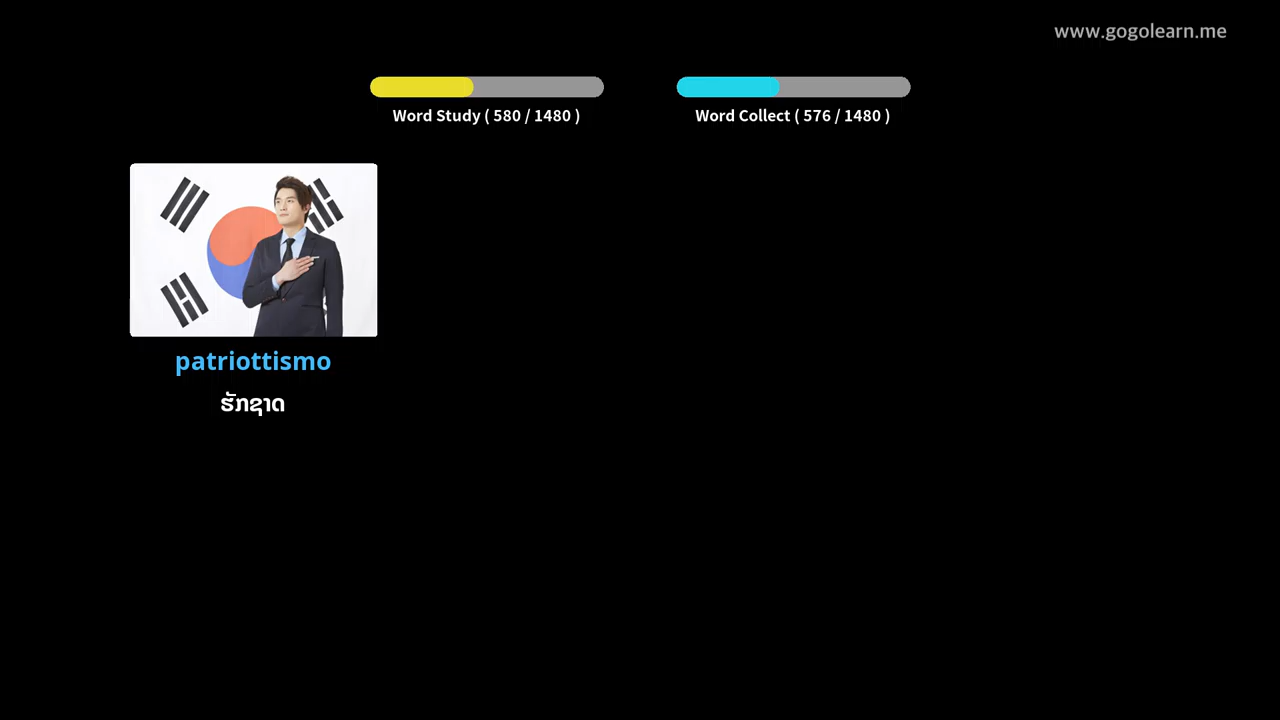 www.gogolearn.me
Word Study ( 580 / 1480 )
Word Collect ( 576 / 1480 )
patriottismo
ຮັກຊາດ